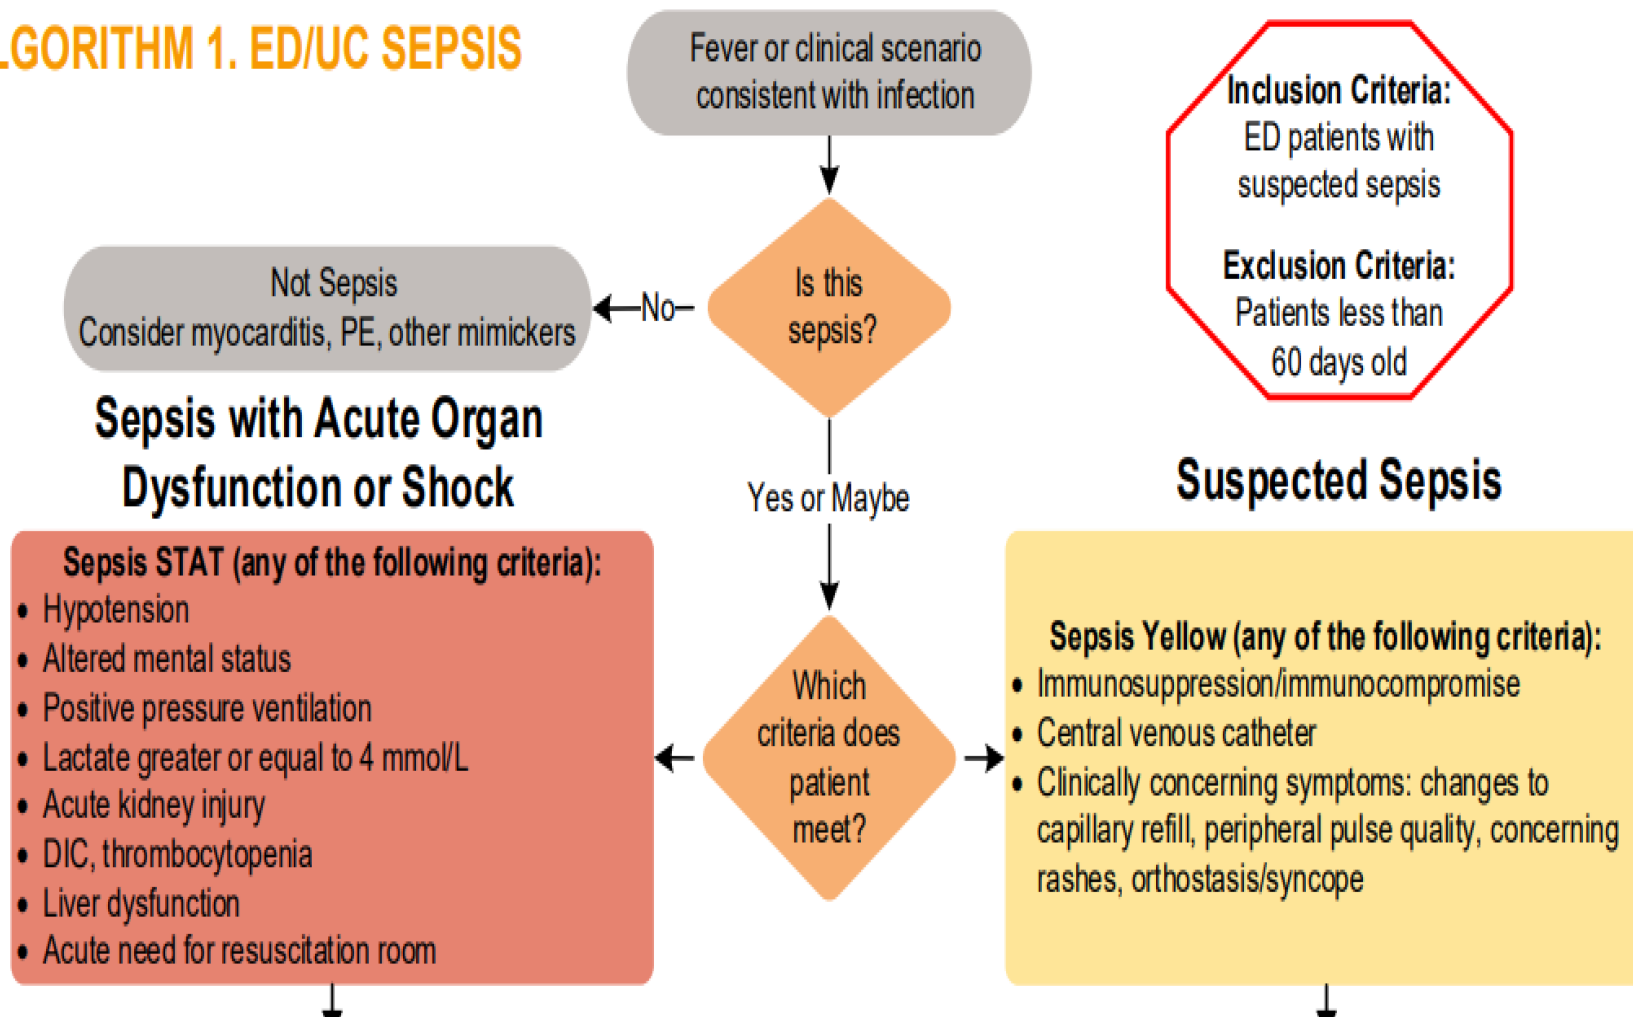 LGORITHM 1. ED/UC SEPSIS
Fever or clinical scenario
consistent with infection
Inclusion Criteria:
ED patients with
suspected sepsis
Exclusion Criteria:
Patients less than
60 days old
Is this
sepsis?
No
Not Sepsis
Consider myocarditis, PE, other mimickers
Yes or Maybe
Sepsis with Acute Organ
Dysfunction or Shock
Sepsis STAT (any of the following criteria):
• Hypotension
• Altered mental status
• Positive pressure ventilation
• Lactate greater or equal to 4 mmol/L
• Acute kidney injury
• DIC, thrombocytopenia
• Liver dysfunction
• Acute need for resuscitation room
Which
criteria does
patient
meet?
Suspected Sepsis
Sepsis Yellow (any of the following criteria):
• Immunosuppression/immunocompromise
• Central venous catheter
• Clinically concerning symptoms: changes to
capillary refill, peripheral pulse quality, concerning
rashes, orthostasis/syncope